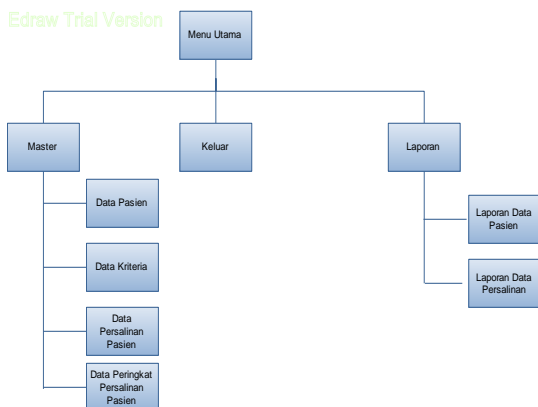 Edraw Trial Version
Menu Utama
Master
Keluar
Laporan
Data Pasien
Data Kriteria
Data
Persalinan
Pasien
Data Peringkat
Persalinan
Pasien
Laporan Data
Pasien
Laporan Data
Persalinan